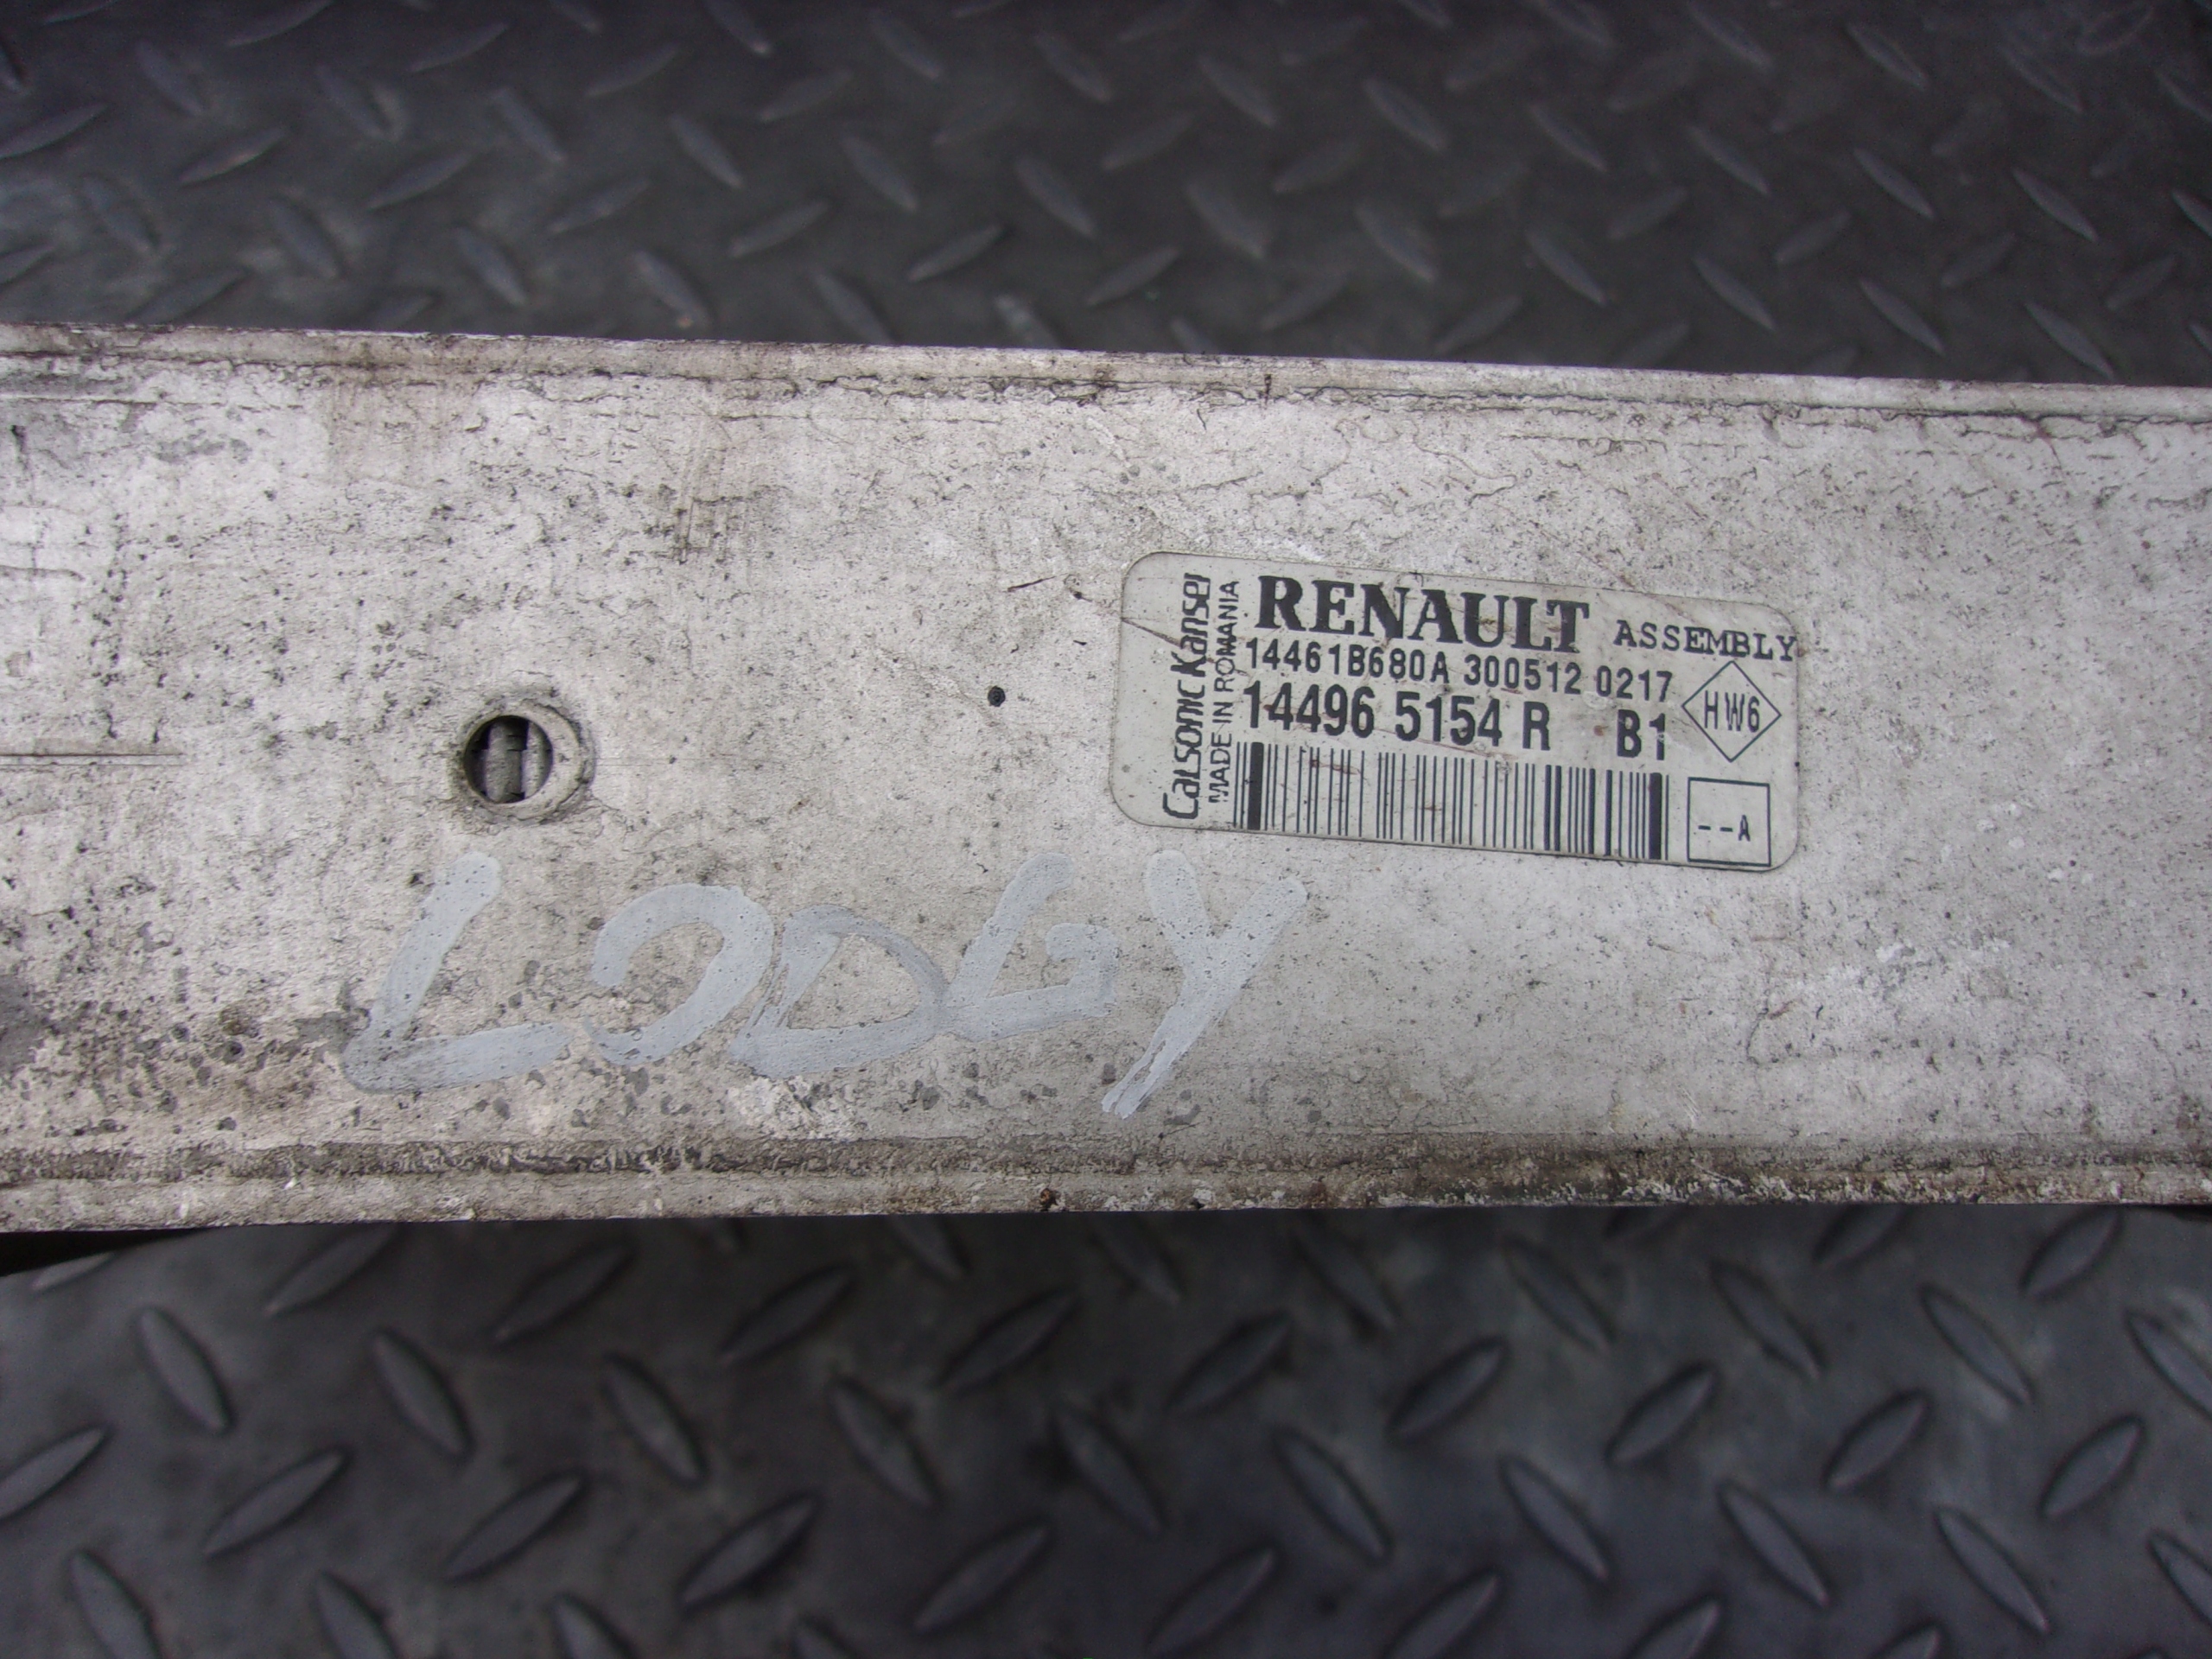 Calsonic Kansei
MADE IN ROMANIA
RENAULT ASSEMBLY
14461B680A 300512 0217
14496 5154 R B1
HW6
--A
LODGY